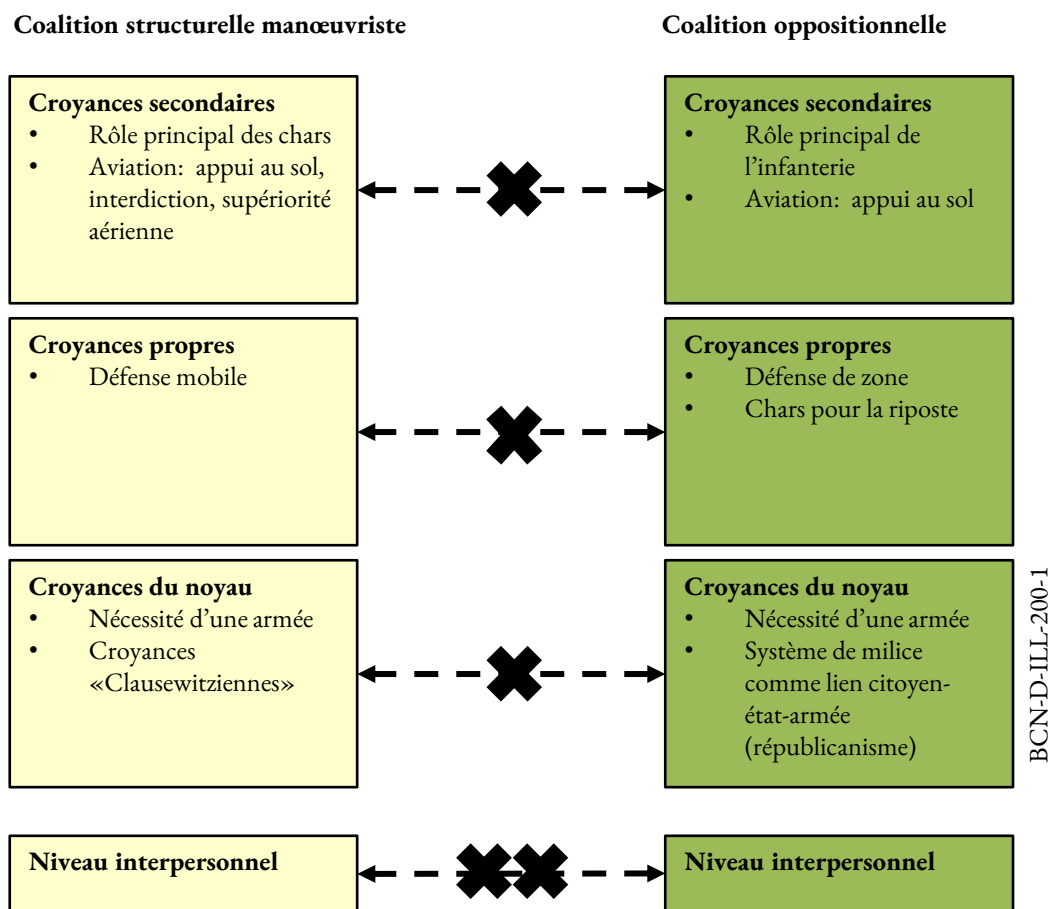 Coalition structurelle manœuvriste
Coalition oppositionnelle
Croyances secondaires
• Rôle principal des chars
• Aviation: appui au sol,
interdiction, supériorité
aérienne
Croyances secondaires
• Rôle principal de
l’infanterie
• Aviation: appui au sol
Croyances propres
• Défense mobile
Croyances propres
• Défense de zone
• Chars pour la riposte
Croyances du noyau
• Nécessité d’une armée
• Croyances
«Clausewitziennes»
Croyances du noyau
• Nécessité d’une armée
• Système de milice
comme lien citoyen-
état-armée
(républicanisme)
Niveau interpersonnel
Niveau interpersonnel
BCN-D-ILL-200-1